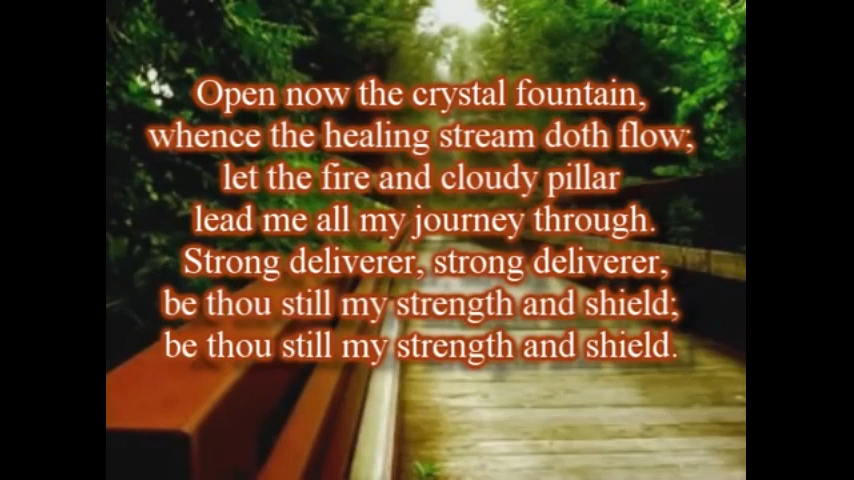 Open now the crystal fountain,
whence the healing stream doth flow;
let the fire and cloudy pillar
lead me all my journey through.
Strong deliverer, strong deliverer,
be thou still my strength and shield;
be thou still my strength and shield.